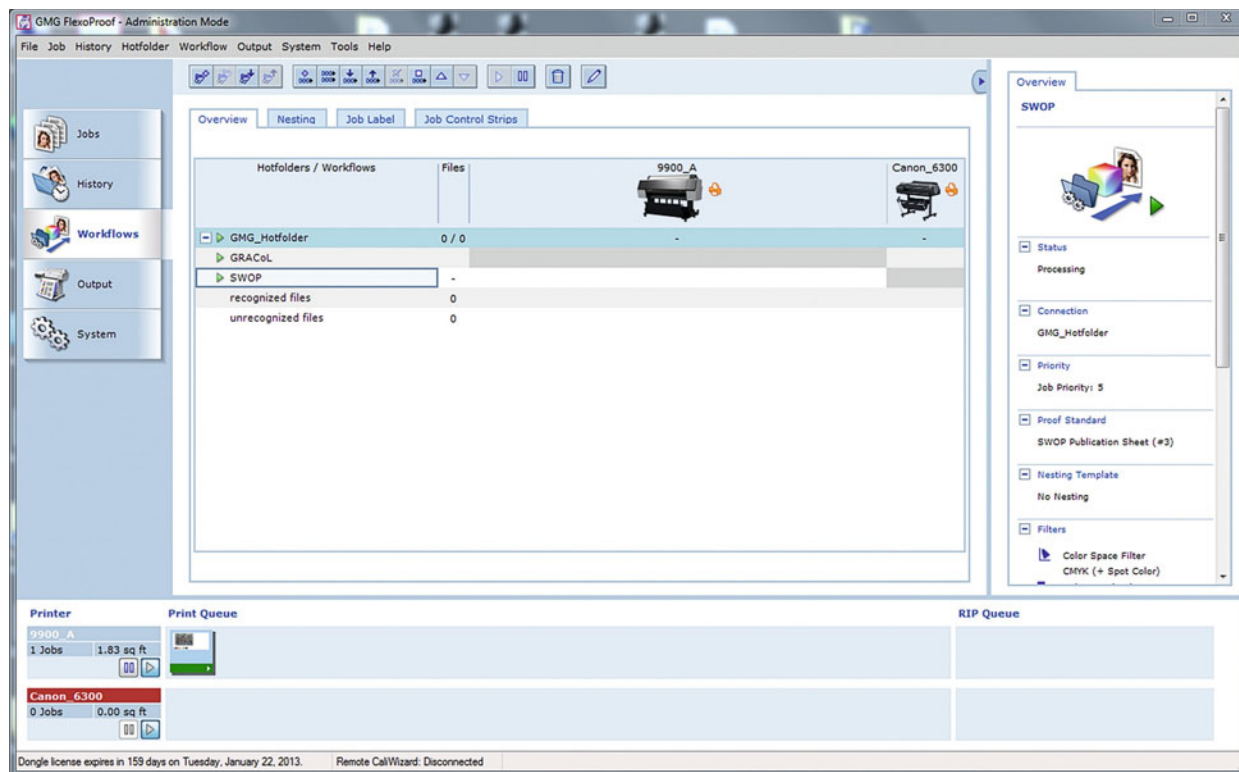 GMG FlexoProof - Administration Mode
File Job History Hotfolder Workflow Output System Tools Help
Jobs
History
Workflows
Output
System
Overview Nesting Job Label Job Control Strips
Hotfolders / Workflows Files 9900_A Canon_6300
GMG_Hotfolder 0 / 0 - -
GRACoL
SWOP -
recognized files 0
unrecognized files 0
Overview
SWOP
Status
Processing
Connection
GMG_Hotfolder
Priority
Job Priority: 5
Proof Standard
SWOP Publication Sheet (#3)
Nesting Template
No Nesting
Filters
Color Space Filter
CMYK (+ Spot Color)
Printer Print Queue RIP Queue
9900_A
1 Jobs 1.83 sq ft
Canon_6300
0 Jobs 0.00 sq ft
Dongle license expires in 159 days on Tuesday, January 22, 2013. Remote CaliWizard: Disconnected